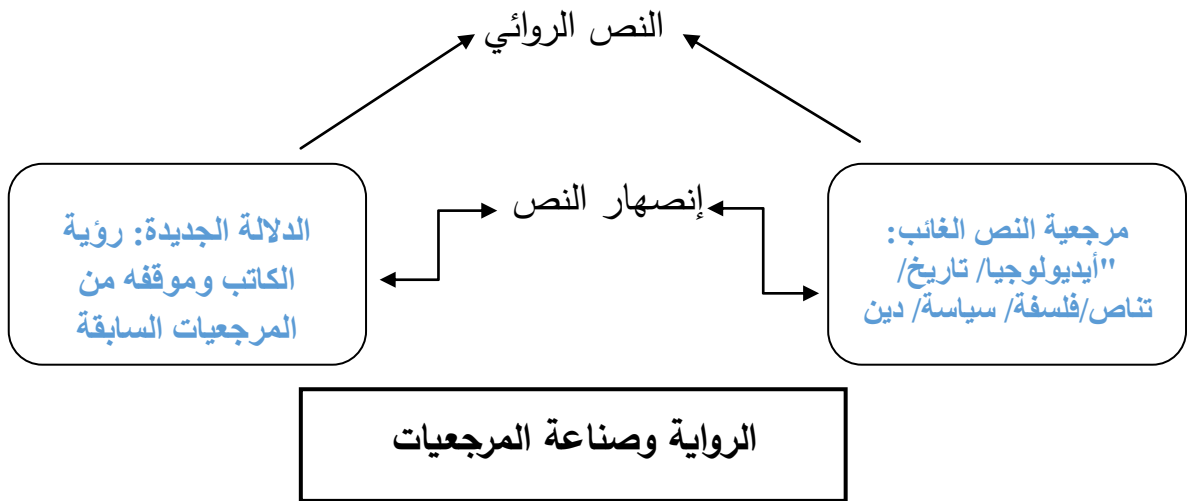 النص الروائي
إنصهار النص
مرجعية النص الغائب:
"أيديولوجيا/ تاريخ/
تناص/فلسفة/ سياسة/ دين
الدلالة الجديدة: رؤية
الكاتب وموقفه من
المرجعيات السابقة
الرواية وصناعة المرجعيات